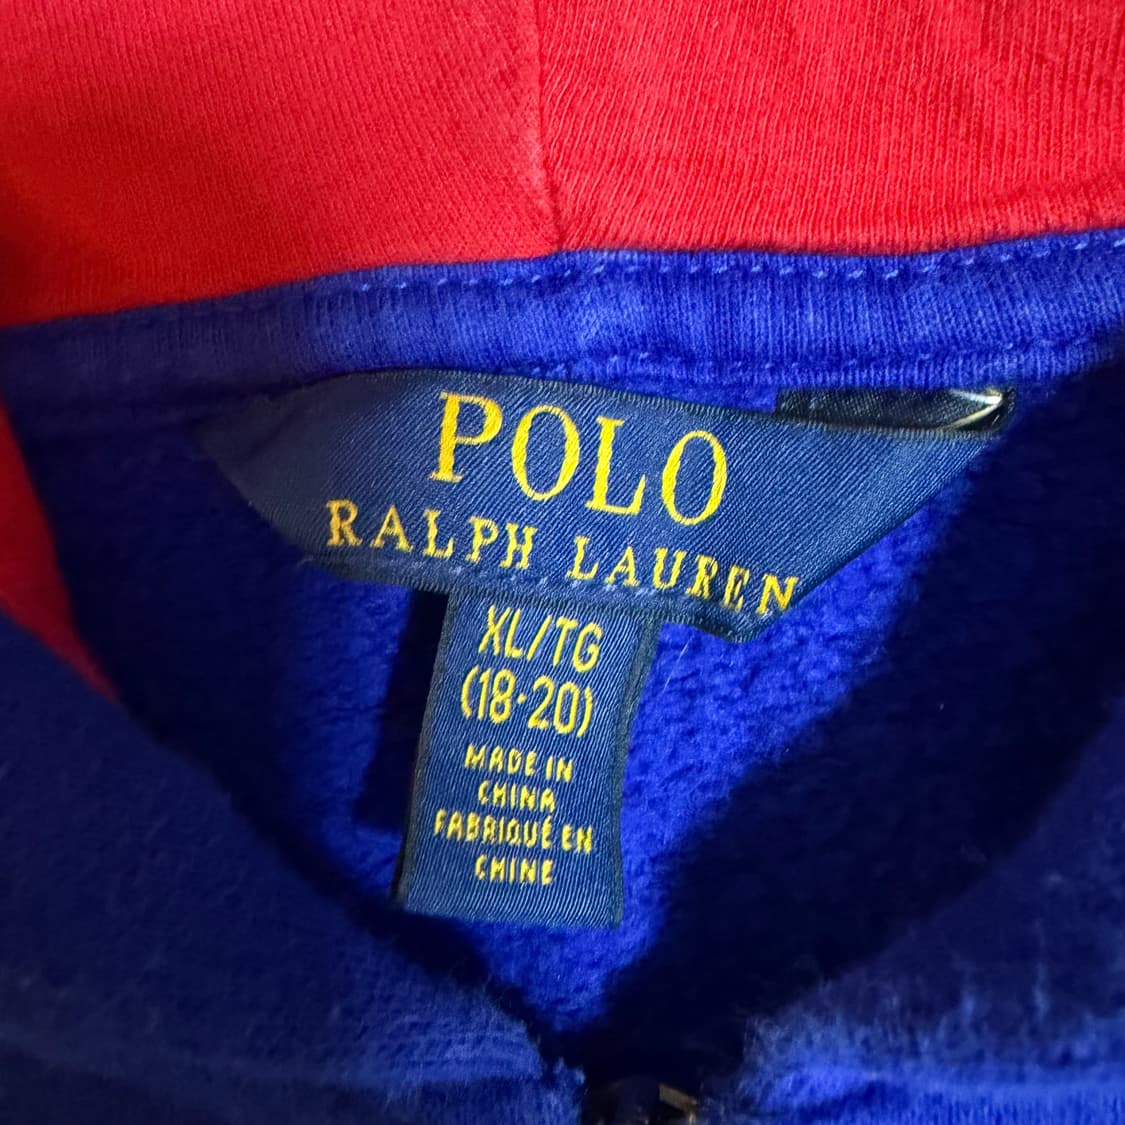 POLO
RALPH LAUREN
XL/TG
(18·20)
MADE IN
CHINA
FABRIQUÉ EN
CHINE